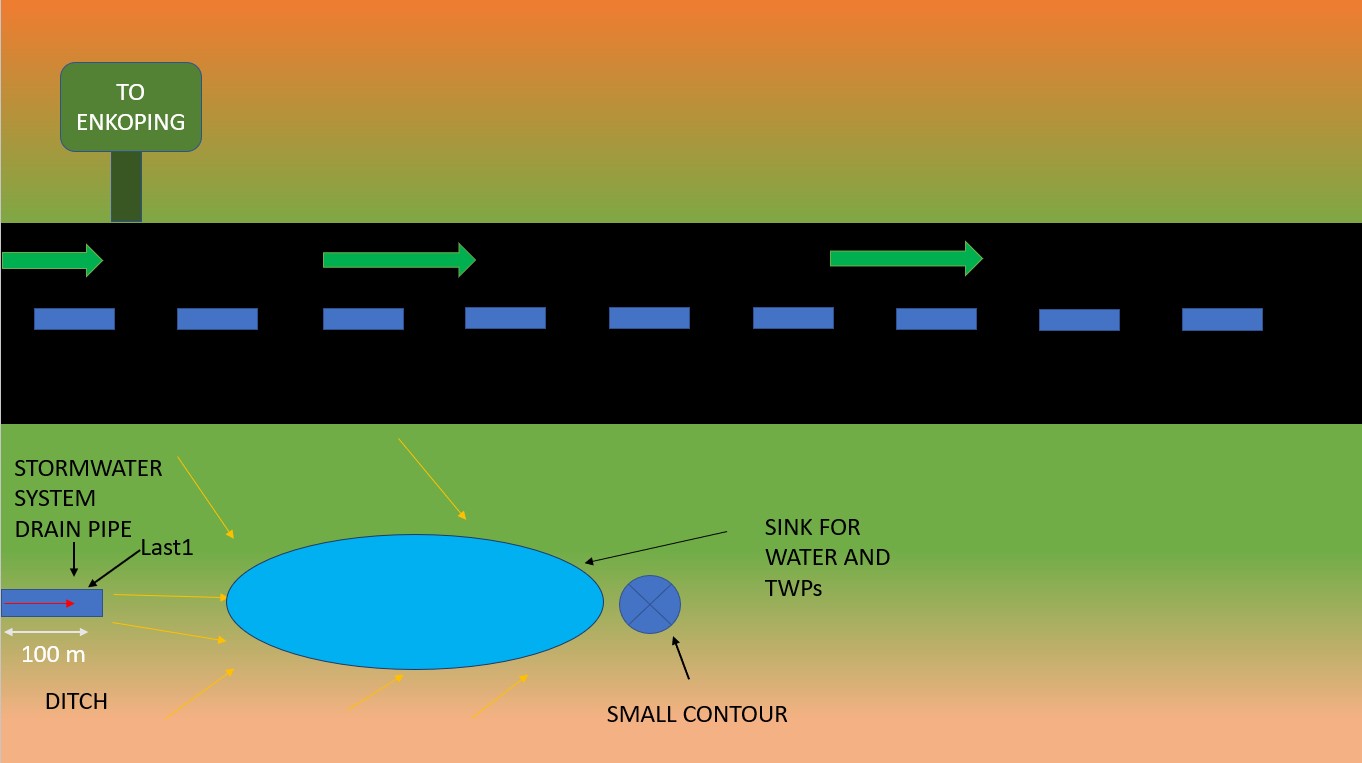 TO
ENKOPING
STORMWATER
SYSTEM
DRAIN PIPE
Last1
100 m
DITCH
SINK FOR
WATER AND
TWPs
SMALL CONTOUR